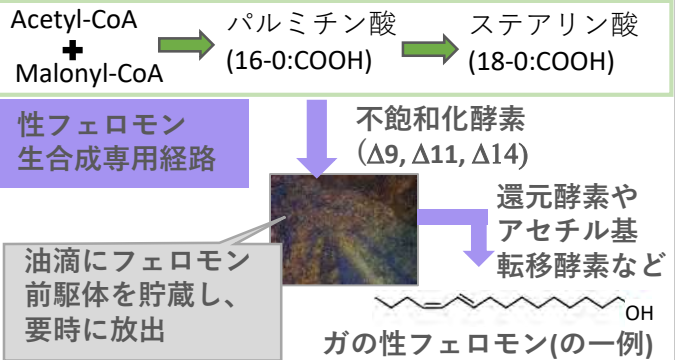 Acetyl-CoA
+
Malonyl-CoA
パルミチン酸
(16-0:COOH)
ステアリン酸
(18-0:COOH)
性フェロモン
生合成専用経路
不飽和化酵素
(Δ9, Δ11, Δ14)
還元酵素や
アセチル基
転移酵素など
油滴にフェロモン
前駆体を貯蔵し、
要時に放出
OH
ガの性フェロモン(の一例)